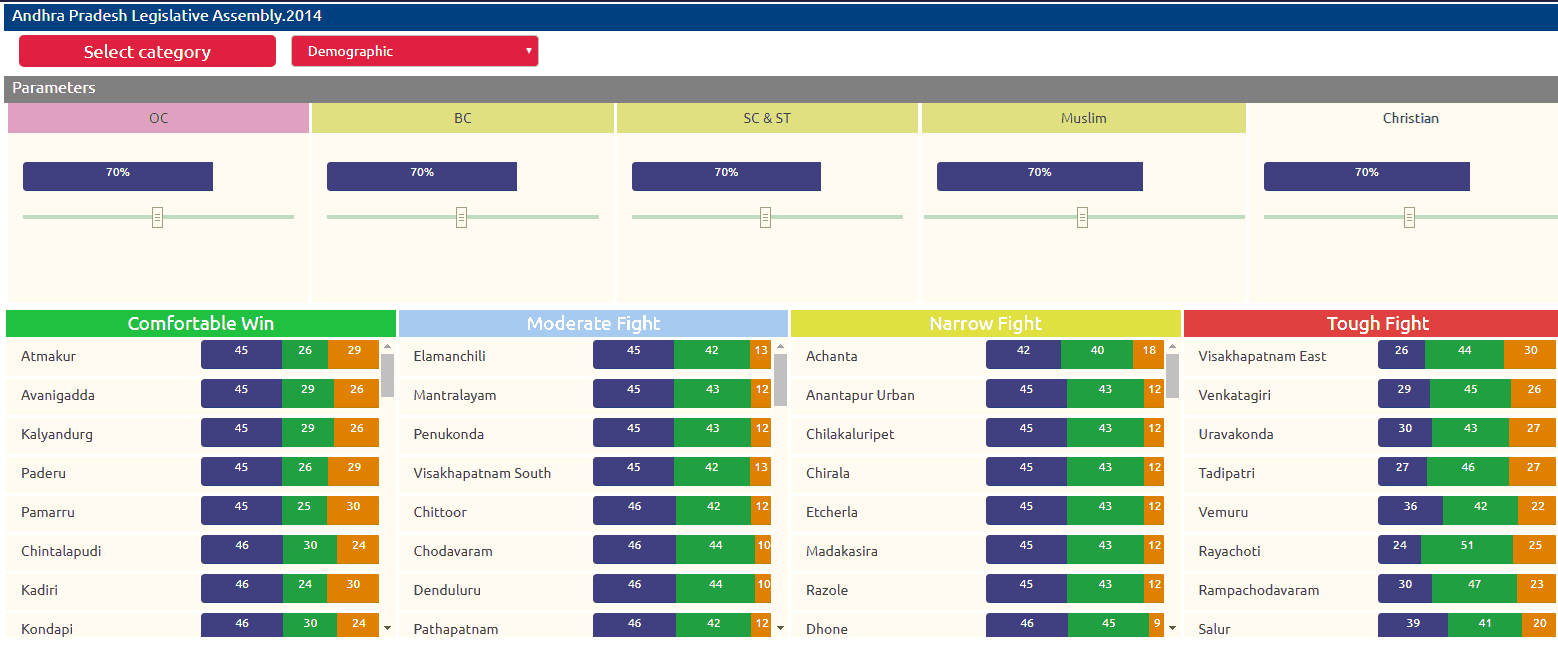 Andhra Pradesh Legislative Assembly.2014
Select category Demographic
Parameters
OC BC SC & ST Muslim Christian
70% 70% 70% 70% 70%
Comfortable Win Moderate Fight Narrow Fight Tough Fight
Atmakur 45 26 29 Elamanchili 45 42 13 Achanta 42 40 18 Visakhapatnam East 26 44 30
Avanigadda 45 29 26 Mantralayam 45 43 12 Anantapur Urban 45 43 12 Venkatagiri 29 45 26
Kalyandurg 45 29 26 Penukonda 45 43 12 Chilakaluripet 45 43 12 Uravakonda 30 43 27
Paderu 45 26 29 Visakhapatnam South 45 42 13 Chirala 45 43 12 Tadipatri 27 46 27
Pamarru 45 25 30 Chittoor 46 42 12 Etcherla 45 43 12 Vemuru 36 42 22
Chintalapudi 46 30 24 Chodavaram 46 44 10 Madakasira 45 43 12 Rayachoti 24 51 25
Kadiri 46 24 30 Denduluru 46 44 10 Razole 45 43 12 Rampachodavaram 30 47 23
Kondapi 46 30 24 Pathapatnam 46 42 12 Dhone 46 45 9 Salur 39 41 20